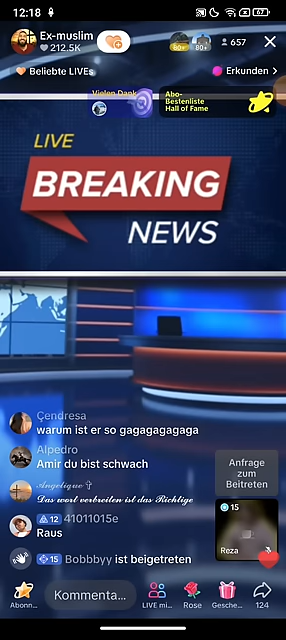 12:18
67
Ex-muslim
212.5K
80+
80+
657
Beliebte LIVEs
Erkunden >
Vielen Dank
Abo-
Bestenliste
Hall of Fame
LIVE
BREAKING
NEWS
Çendresa
warum ist er so gagagagagaga
Alpedro
Amir du bist schwach
Anfrage
zum
Beitreten
𝒜𝓃𝑔𝑒𝓁𝒾𝓆𝓊𝑒 ✞
𝒟𝒶𝓈 𝓌𝑜𝓇𝓉 𝓋𝑒𝓇𝒷𝓇𝑒𝒾𝓉𝑒𝓃 𝒾𝓈𝓉 𝒹𝒶𝓈 𝑅𝒾𝒸𝒽𝓉𝒾𝑔𝑒
15
12 41011015e
Raus
Reza
15 Bobbbyy ist beigetreten
Kommenta...
Abonn...
LIVE mi...
Rose
Gesche...
124